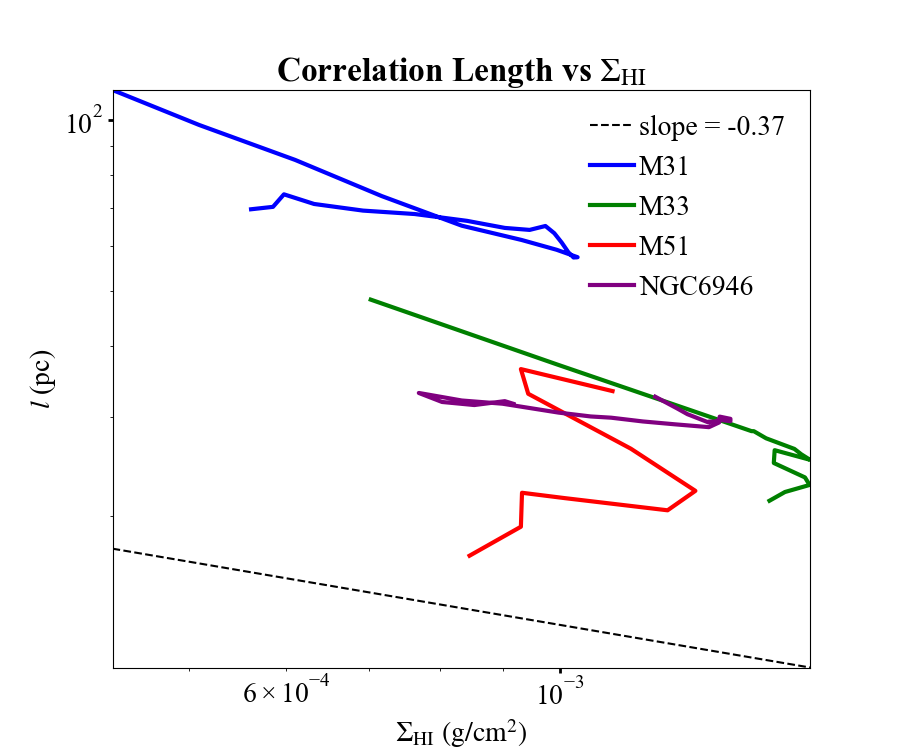 Correlation Length vs Σ_HI
10^2
slope = -0.37
M31
M33
M51
NGC6946
l (pc)
6 × 10^−4
10^−3
Σ_HI (g/cm^2)